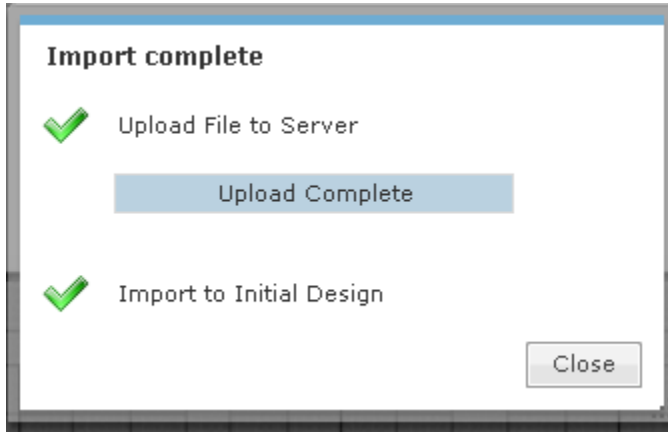 Import complete
Upload File to Server
Upload Complete
Import to Initial Design
Close